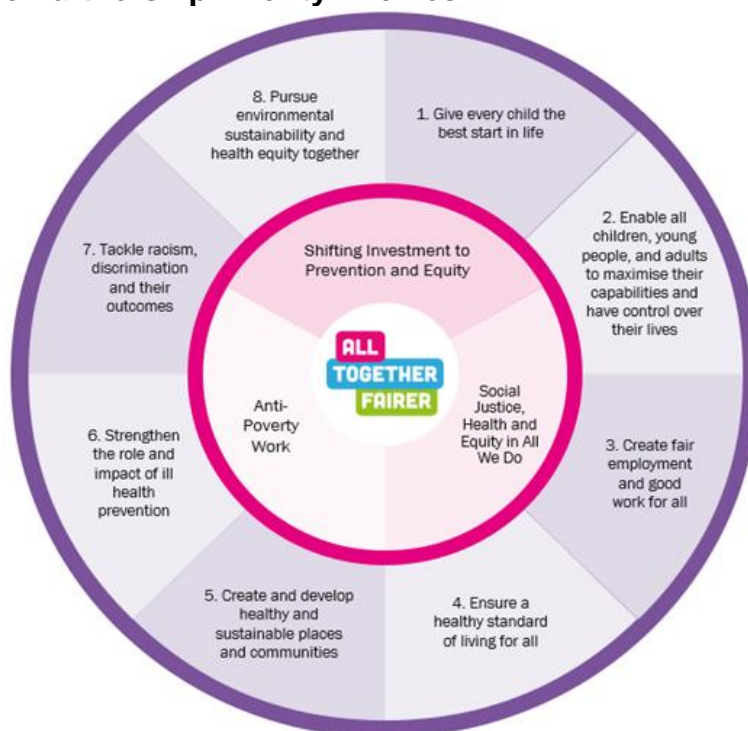 8. Pursue
environmental
sustainability and
health equity together
1. Give every child the
best start in life
2. Enable all
children, young
people, and adults
to maximise their
capabilities and
have control over
their lives
3. Create fair
employment
and good
work for all
4. Ensure a
healthy standard
of living for all
5. Create and develop
healthy and
sustainable places
and communities
6. Strengthen
the role and
impact of ill
health
prevention
7. Tackle racism,
discrimination
and their
outcomes
Shifting Investment to
Prevention and Equity
Social
Justice,
Health and
Equity in All
We Do
Anti-
Poverty
Work
ALL
TOGETHER
FAIRER